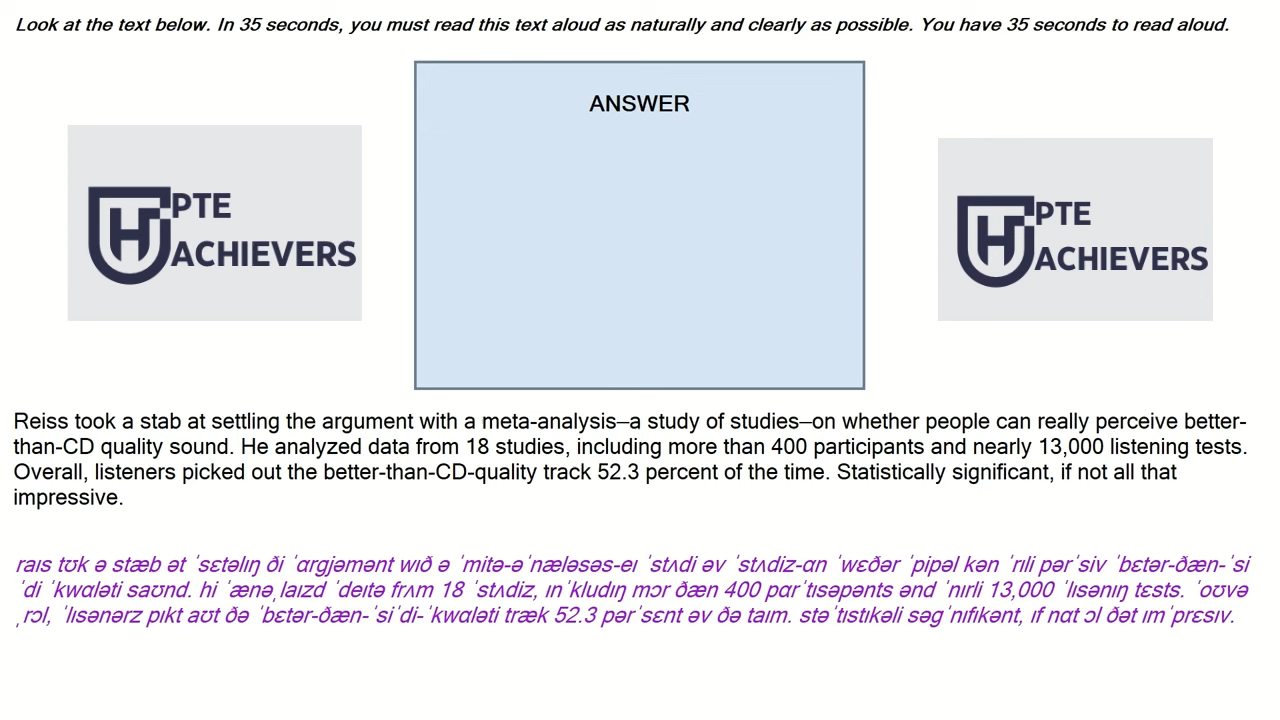 Look at the text below. In 35 seconds, you must read this text aloud as naturally and clearly as possible. You have 35 seconds to read aloud.
ANSWER
PTE
ACHIEVERS
PTE
ACHIEVERS
Reiss took a stab at settling the argument with a meta-analysis—a study of studies—on whether people can really perceive better-
than-CD quality sound. He analyzed data from 18 studies, including more than 400 participants and nearly 13,000 listening tests.
Overall, listeners picked out the better-than-CD-quality track 52.3 percent of the time. Statistically significant, if not all that
impressive.
raɪs tʊk ə stæb ət ˈsɛtəlɪŋ ði ˈɑrgjəmənt wɪð ə ˈmitə-əˈnæləsəs-eɪ ˈstʌdi əv ˈstʌdiz-ɑn ˈwɛðər ˈpipəl kən ˈrɪli pərˈsiv ˈbɛtər-ðæn- ˈsi
ˈdi ˈkwɑləti saʊnd. hi ˈænəˌlaɪzd ˈdeɪtə frʌm 18 ˈstʌdiz, ɪnˈkludɪŋ mɔr ðæn 400 pɑrˈtɪsəpənts ənd ˈnɪrli 13,000 ˈlɪsənɪŋ tɛsts. ˈoʊvə
ˌrɔl, ˈlɪsənərz pɪkt aʊt ðə ˈbɛtər-ðæn- ˈsiˈdi- ˈkwɑləti træk 52.3 pərˈsɛnt əv ðə taɪm. stəˈtɪstɪkəli səgˈnɪfɪkənt, ɪf nɑt ɔl ðət ɪmˈprɛsɪv.